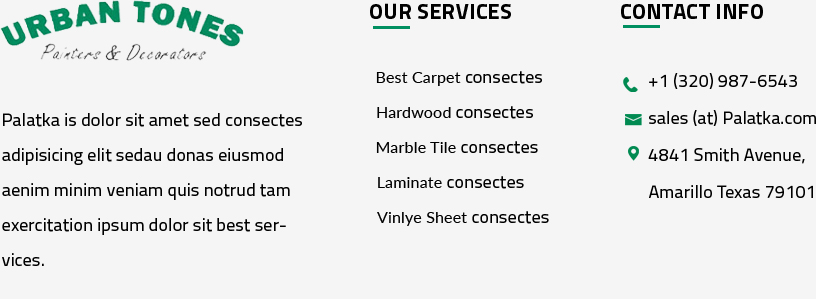 URBAN TONES
Painters & Decorators
Palatka is dolor sit amet sed consectes
adipisicing elit sedau donas eiusmod
aenim minim veniam quis notrud tam
exercitation ipsum dolor sit best ser-
vices.
OUR SERVICES
Best Carpet consectes
Hardwood consectes
Marble Tile consectes
Laminate consectes
Vinlye Sheet consectes
CONTACT INFO
+1 (320) 987-6543
sales (at) Palatka.com
4841 Smith Avenue,
Amarillo Texas 79101